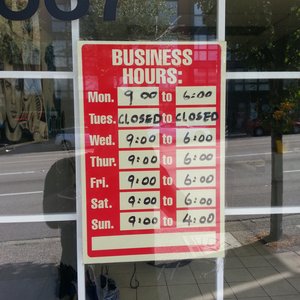 BUSINESS
HOURS:
Mon. 9 00 to 6:00
Tues. CLOSED to CLOSED
Wed. 9:00 to 6:00
Thur. 9:00 to 6:00
Fri. 9:00 to 6:00
Sat. 9:00 to 6:00
Sun. 9:00 to 4:00